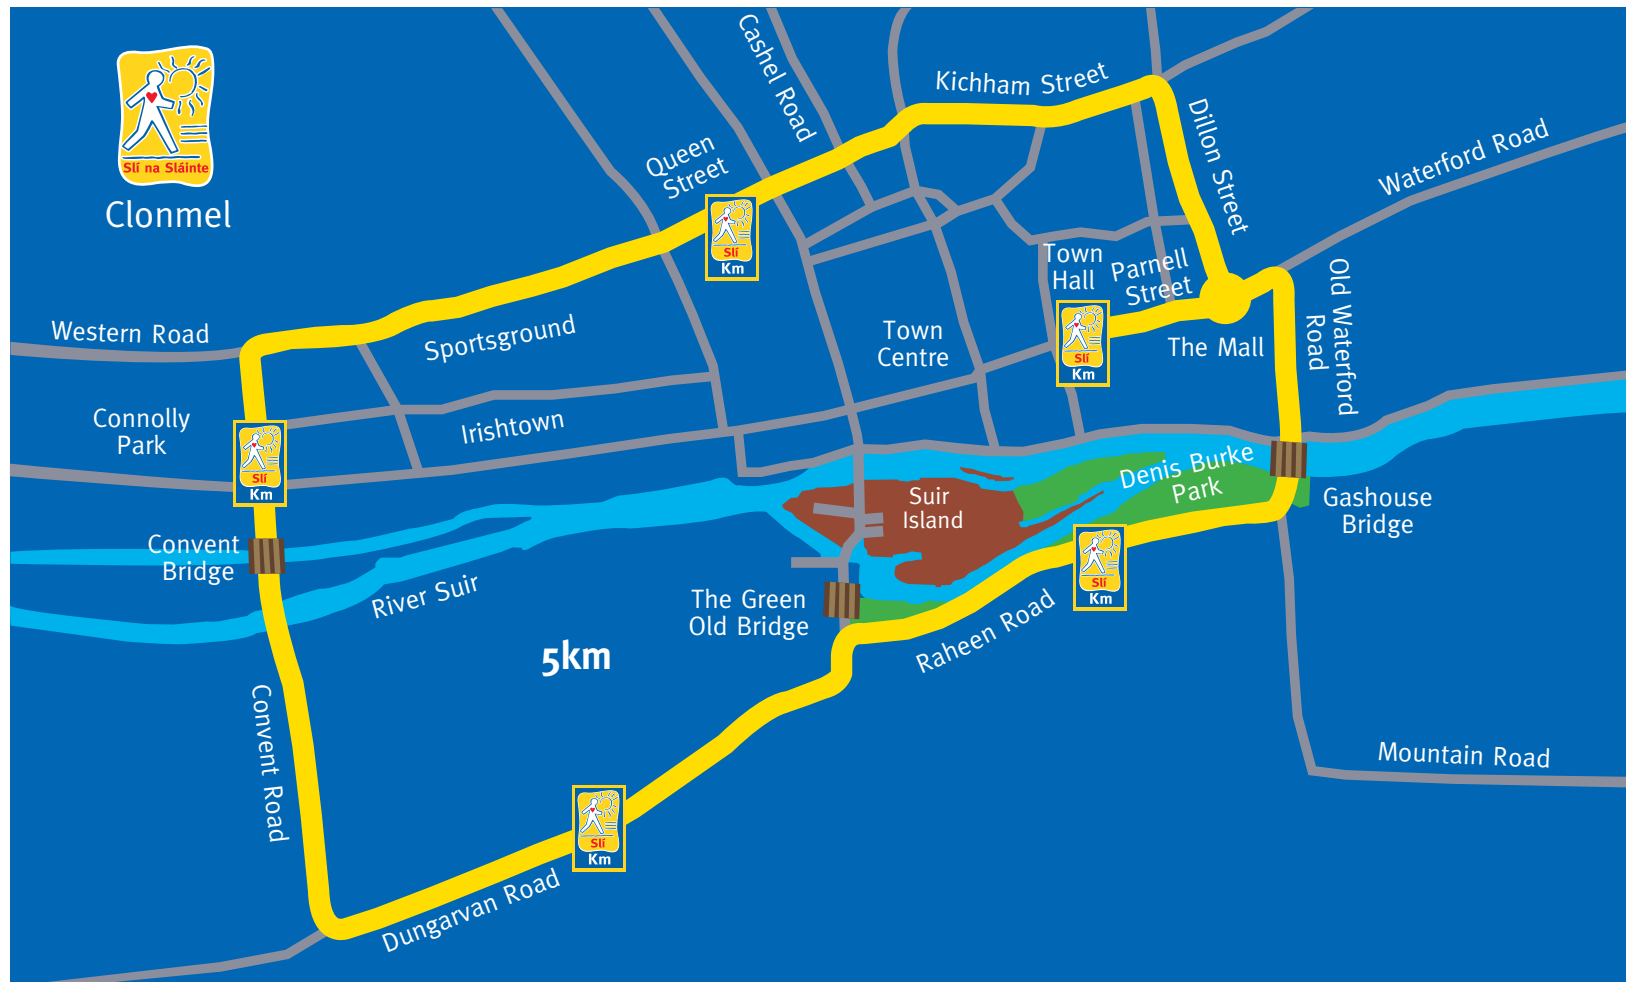 Slí na Sláinte
Clonmel
Cashel Road
Kichham Street
Queen
Street
Dillon Street
Waterford Road
Slí
Km
Town
Hall
Parnell
Street
Old Waterford
Road
Western Road
Sportsground
Town
Centre
Slí
Km
The Mall
Connolly
Park
Irishtown
Slí
Km
Denis Burke
Park
Suir
Island
Gashouse
Bridge
Convent
Bridge
River Suir
Slí
Km
The Green
Old Bridge
Raheen Road
5km
Convent Road
Mountain Road
Slí
Km
Dungarvan Road